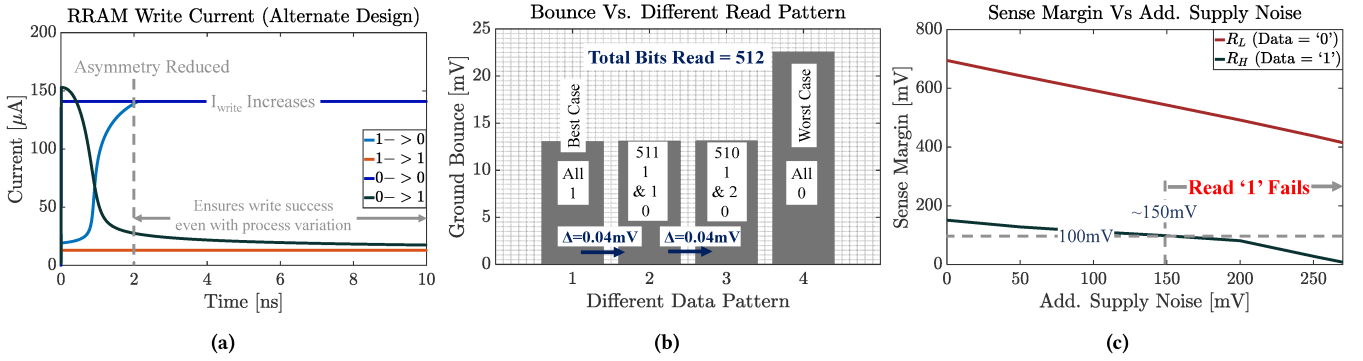 RRAM Write Current (Alternate Design)
200
150
100
50
0
Current [μA]
Asymmetry Reduced
I_write Increases
1− > 0
1− > 1
0− > 0
0− > 1
Ensures write success
even with process variation
0 2 4 6 8 10
Time [ns]
(a)
Bounce Vs. Different Read Pattern
25
20
15
10
5
0
Ground Bounce [mV]
Total Bits Read = 512
Best Case
All
1
511
1
& 1
0
510
1
& 2
0
Worst Case
All
0
Δ=0.04mV
Δ=0.04mV
1 2 3 4
Different Data Pattern
(b)
Sense Margin Vs Add. Supply Noise
800
600
400
200
0
Sense Margin [mV]
R_L (Data = ‘0’)
R_H (Data = ‘1’)
Read ‘1’ Fails
~150mV
100mV
0 50 100 150 200 250
Add. Supply Noise [mV]
(c)